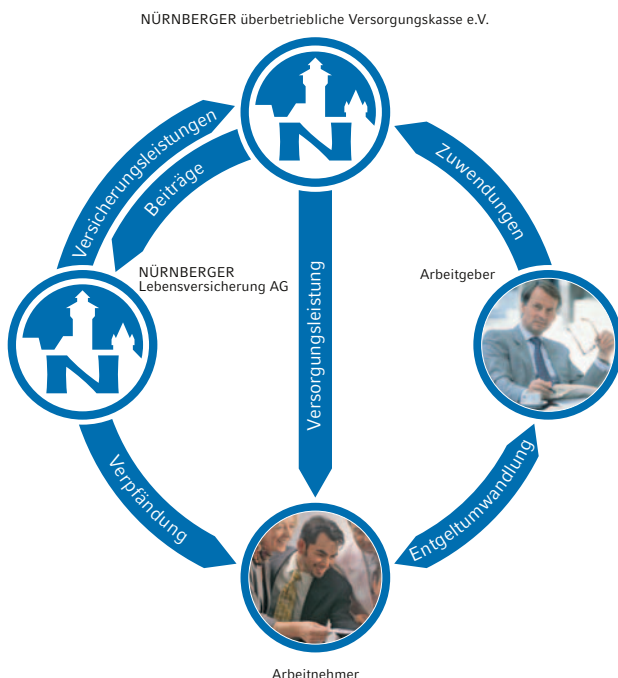 NÜRNBERGER überbetriebliche Versorgungskasse e.V.
N
Versicherungsleistungen
Beiträge
Zuwendungen
NÜRNBERGER
Lebensversicherung AG
N
Versorgungsleistung
Arbeitgeber
Verpfändung
Entgeltumwandlung
Arbeitnehmer